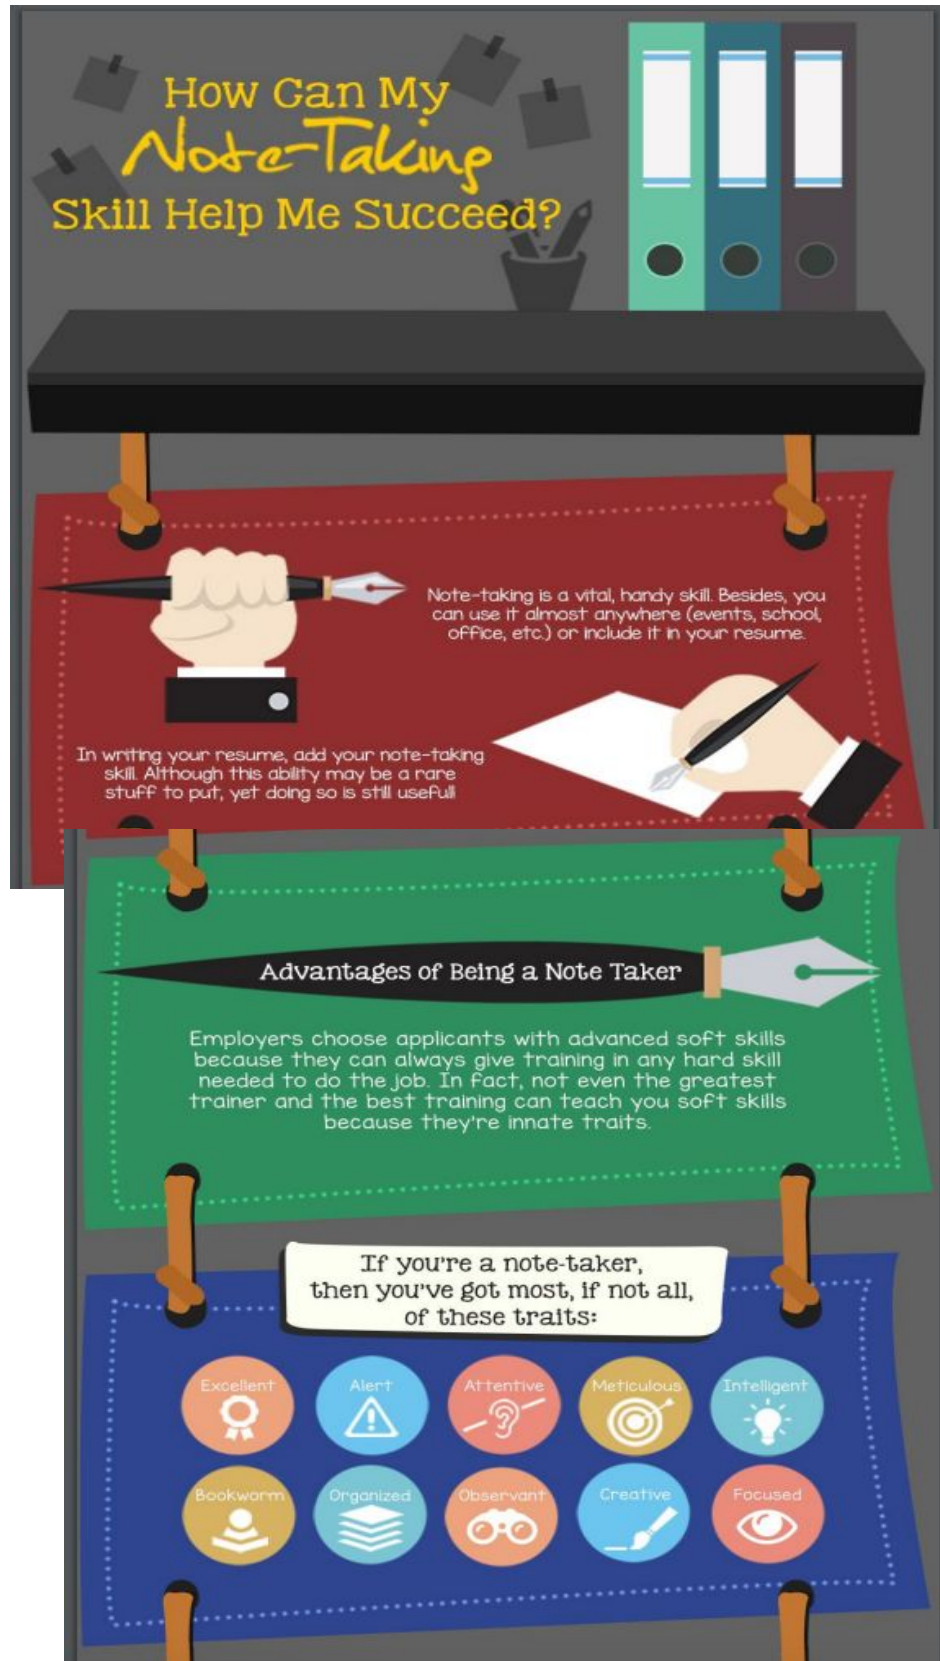 How Can My
Note-Taking
Skill Help Me Succeed?
Note-taking is a vital, handy skill. Besides, you
can use it almost anywhere (events, school,
office, etc.) or include it in your resume.
In writing your resume, add your note-taking
skill. Although this ability may be a rare
stuff to put, yet doing so is still useful!
Advantages of Being a Note Taker
Employers choose applicants with advanced soft skills
because they can always give training in any hard skill
needed to do the job. In fact, not even the greatest
trainer and the best training can teach you soft skills
because they're innate traits.
If you're a note-taker,
then you've got most, if not all,
of these traits:
Excellent
Alert
Attentive
Meticulous
Intelligent
Bookworm
Organized
Observant
Creative
Focused